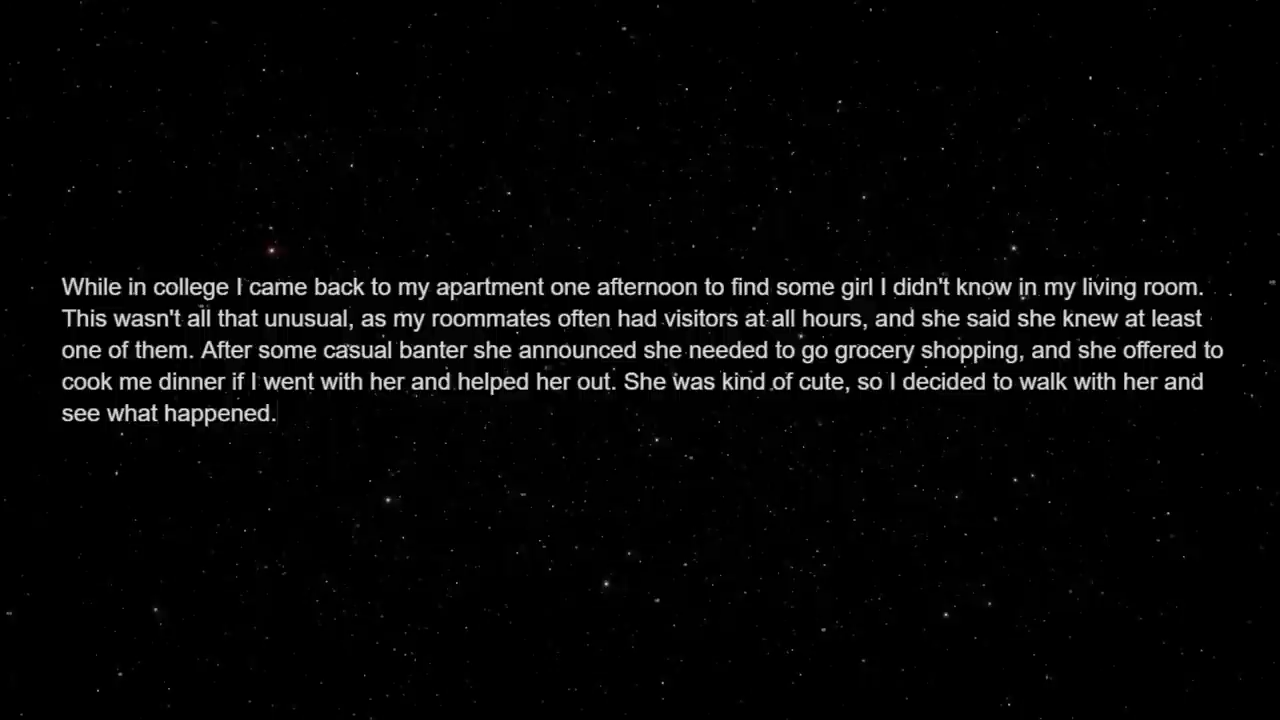 While in college I came back to my apartment one afternoon to find some girl I didn't know in my living room.
This wasn't all that unusual, as my roommates often had visitors at all hours, and she said she knew at least
one of them. After some casual banter she announced she needed to go grocery shopping, and she offered to
cook me dinner if I went with her and helped her out. She was kind of cute, so I decided to walk with her and
see what happened.